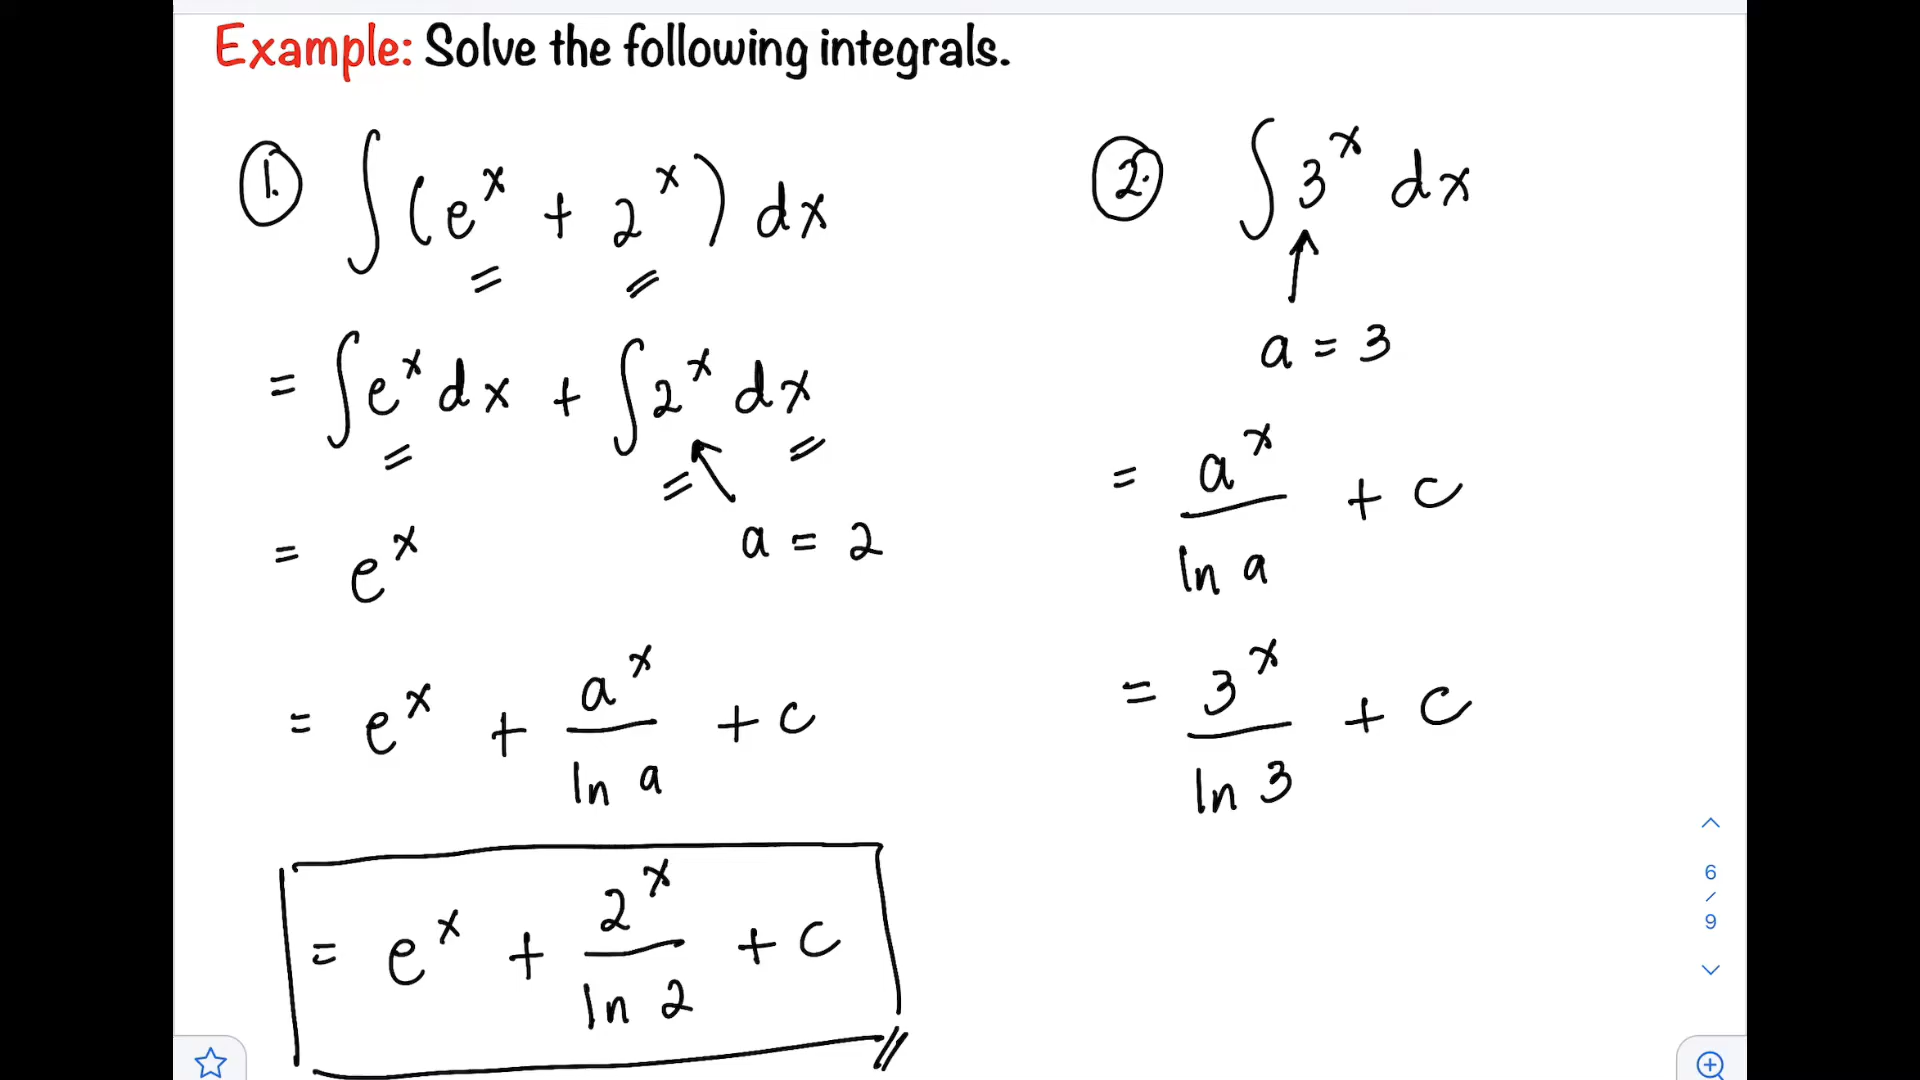 Example: Solve the following integrals.
1. ∫(e^x + 2^x) dx
= ∫e^x dx + ∫2^x dx
a = 2
= e^x
= e^x + a^x/ln a + c
= e^x + 2^x/ln 2 + c
2. ∫3^x dx
a = 3
= a^x/ln a + c
= 3^x/ln 3 + c
6
/
9